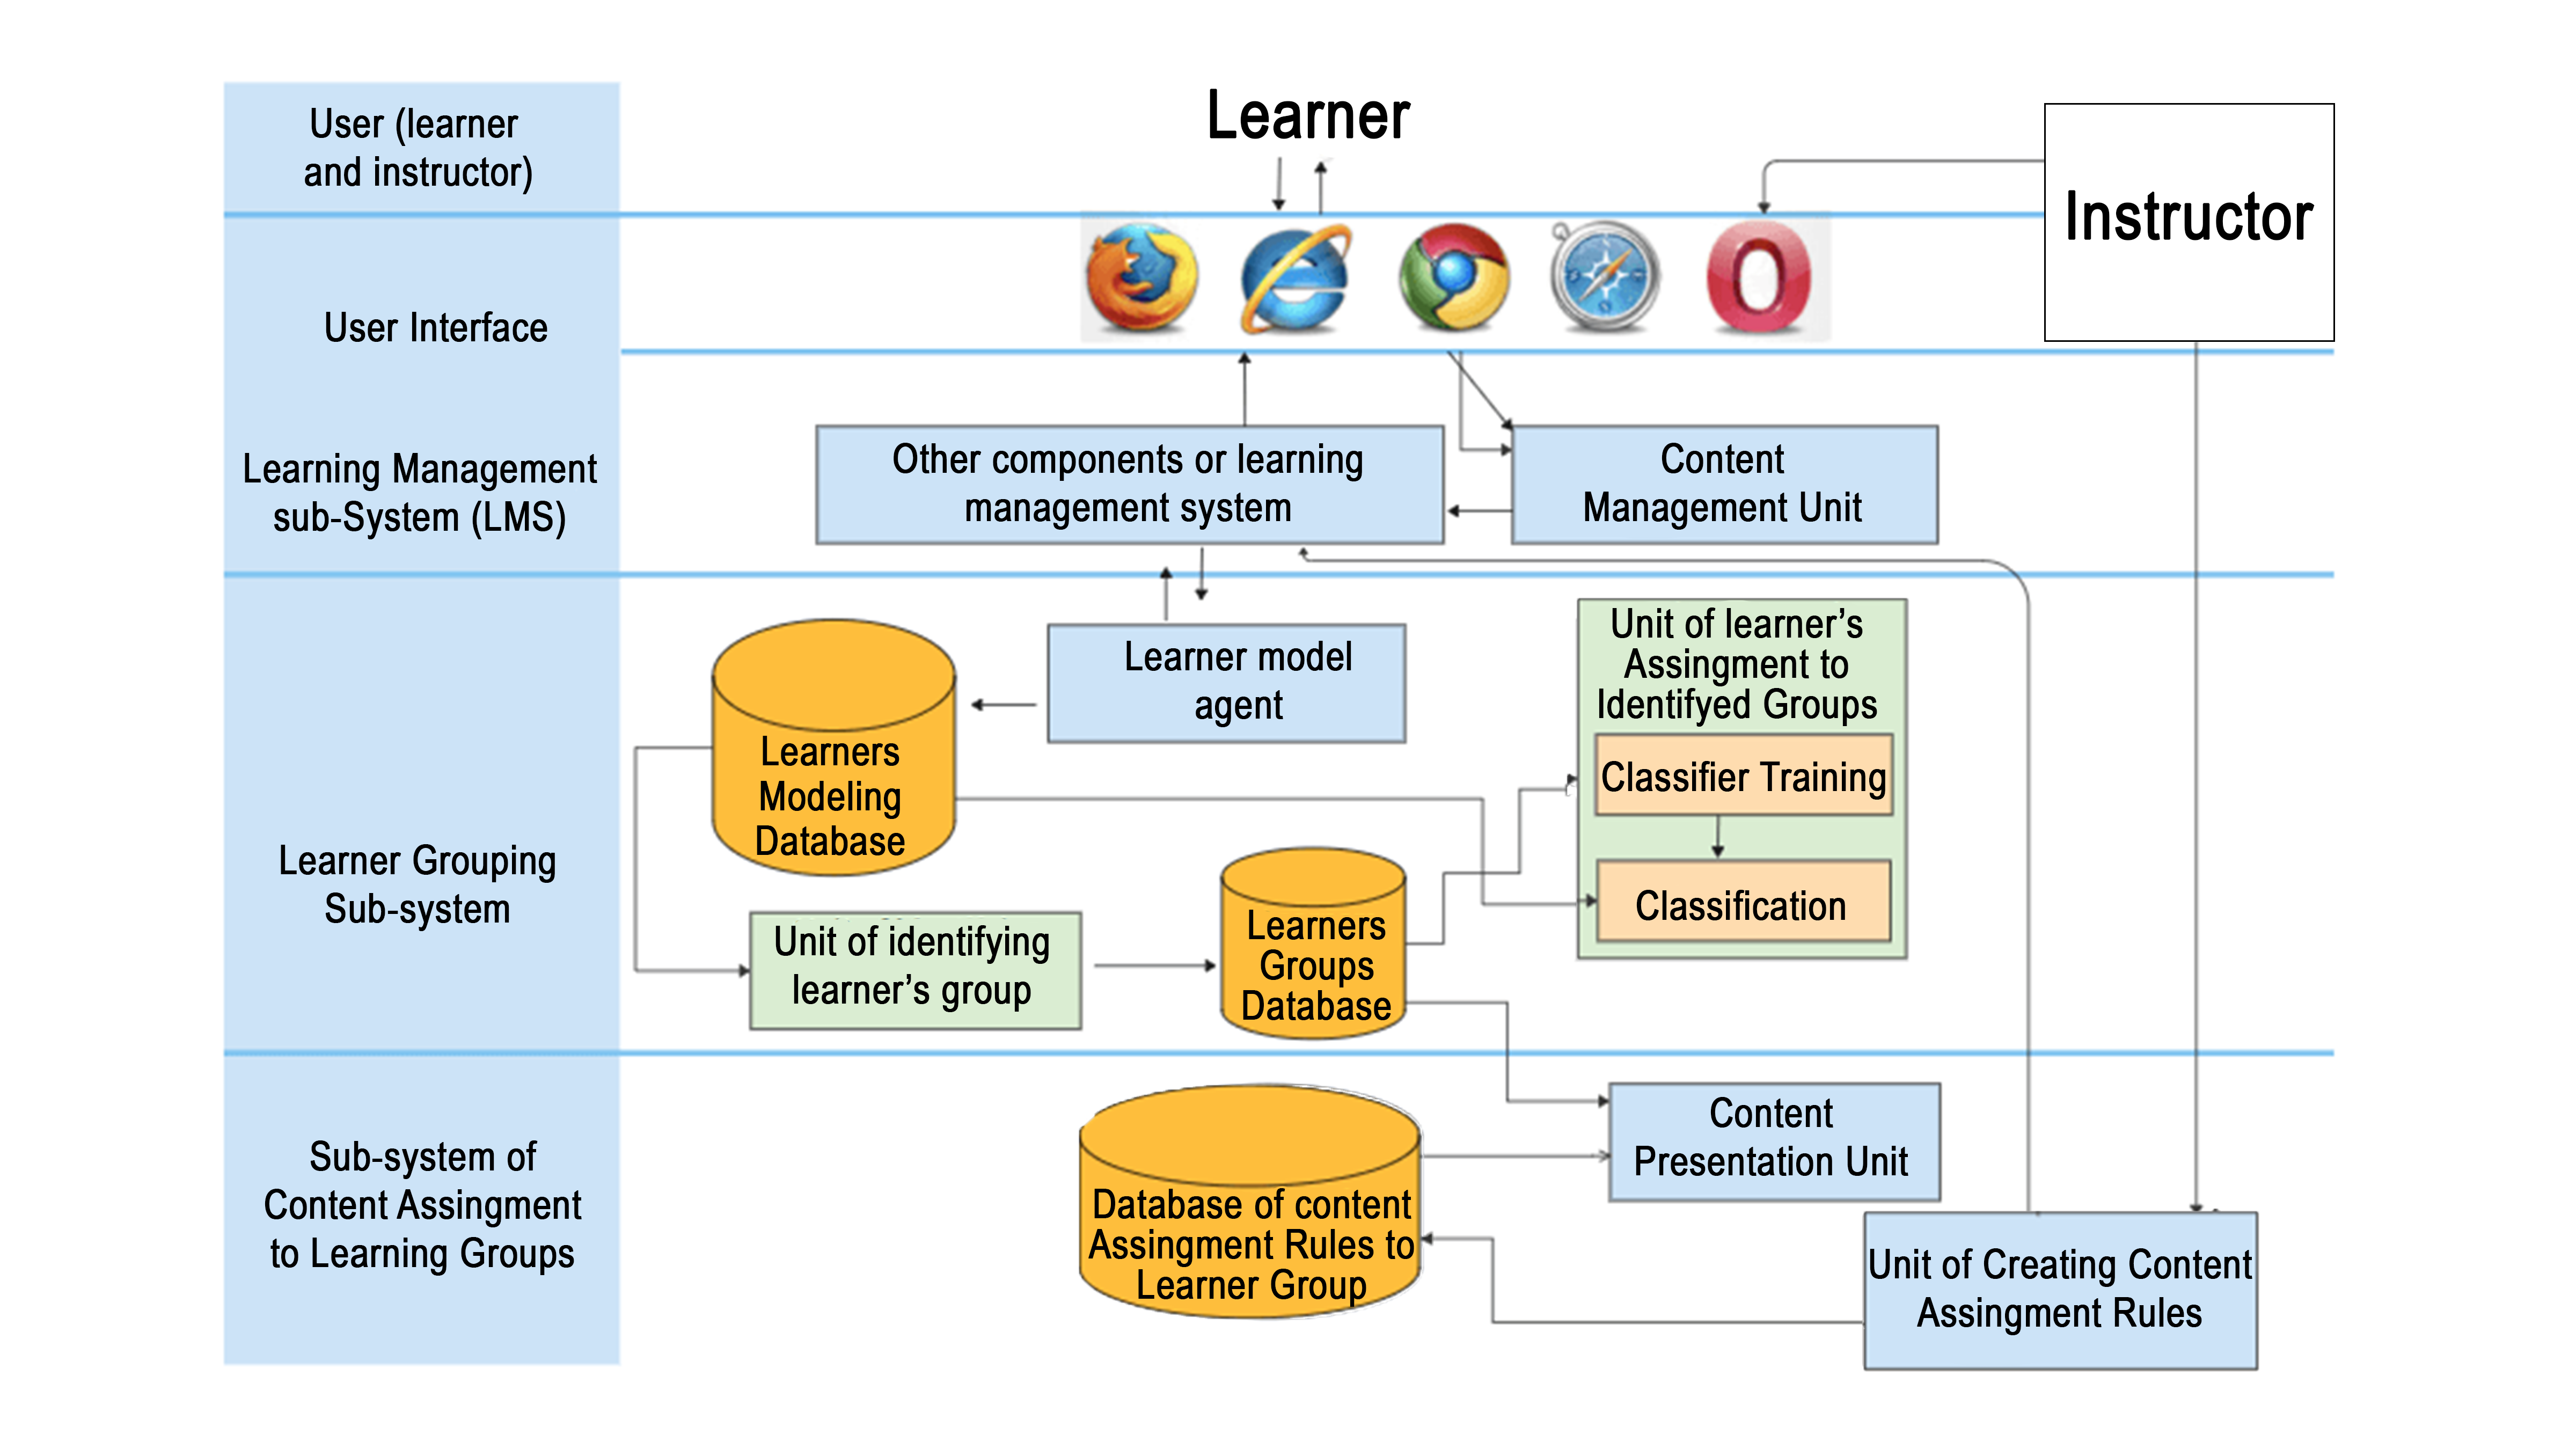 User (learner
and instructor)
Learner
Instructor
User Interface
Learning Management
sub-System (LMS)
Other components or learning
management system
Content
Management Unit
Learner Grouping
Sub-system
Learners
Modeling
Database
Learner model
agent
Unit of learner's
Assingment to
Identifyed Groups
Classifier Training
Classification
Unit of identifying
learner's group
Learners
Groups
Database
Sub-system of
Content Assingment
to Learning Groups
Database of content
Assingment Rules to
Learner Group
Content
Presentation Unit
Unit of Creating Content
Assingment Rules